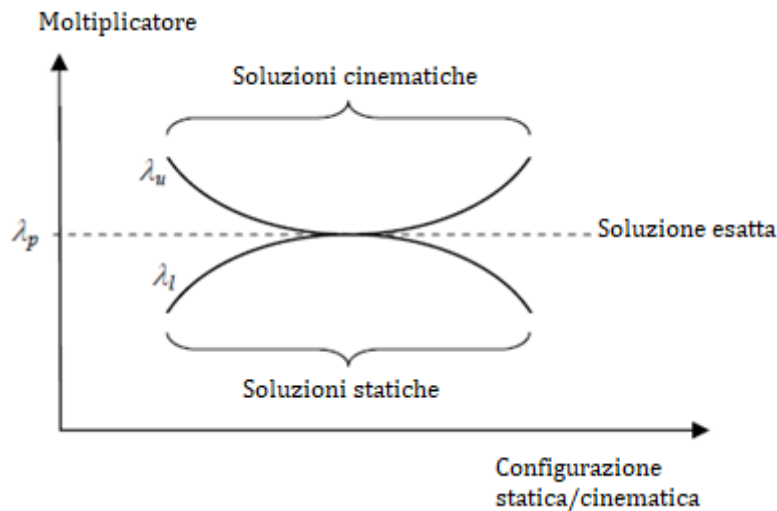 Moltiplicatore
Soluzioni cinematiche
λu
λp
Soluzione esatta
λl
Soluzioni statiche
Configurazione
statica/cinematica